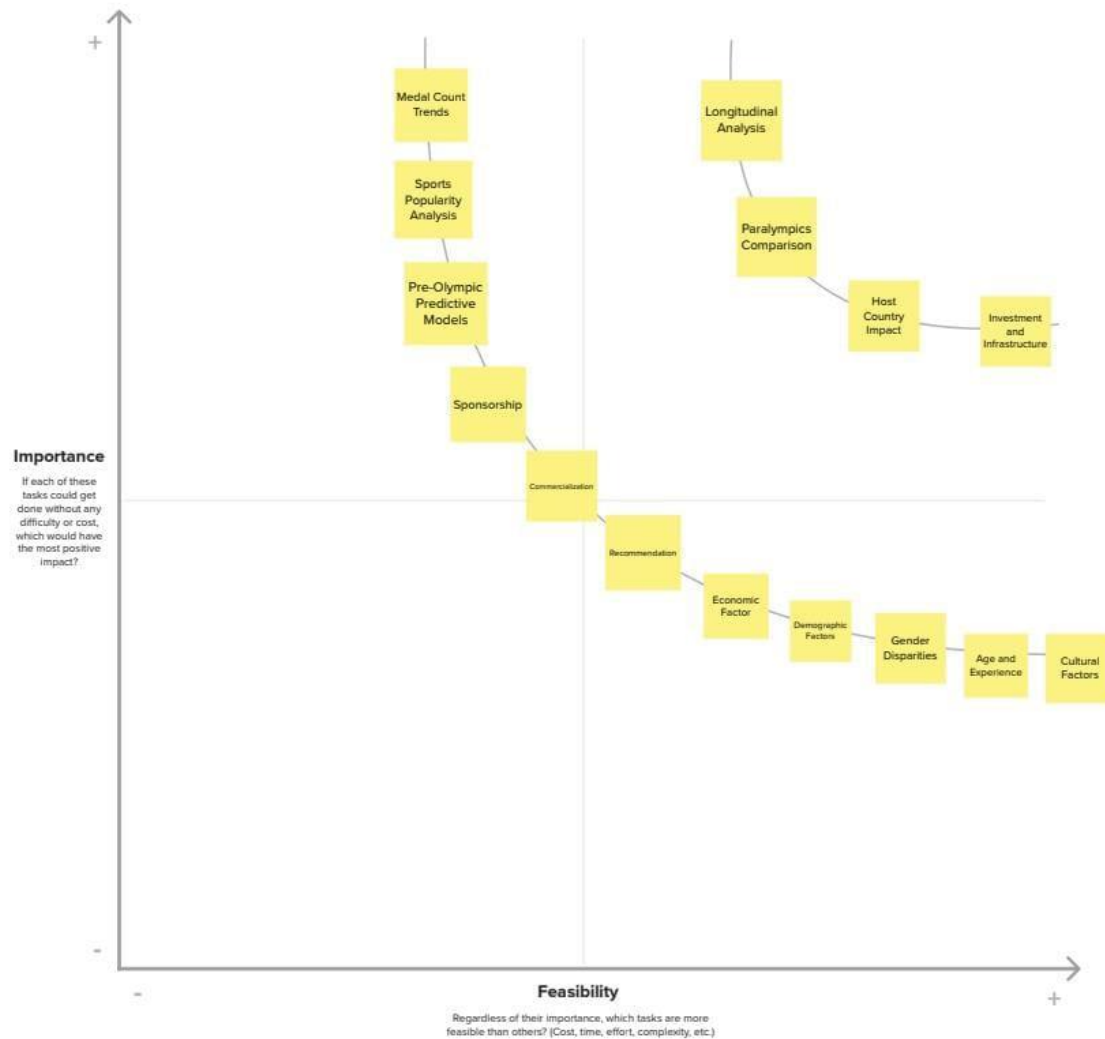 +
Medal Count
Trends
Longitudinal
Analysis
Sports
Popularity
Analysis
Paralympics
Comparison
Pre-Olympic
Predictive
Models
Host
Country
Impact
Investment
and
Infrastructure
Sponsorship
Importance
If each of these
tasks could get
done without any
difficulty or cost,
which would have
the most positive
impact?
Commercialization
Recommendation
Economic
Factor
Demographic
Factors
Gender
Disparities
Age and
Experience
Cultural
Factors
-
-
Feasibility
+
Regardless of their importance, which tasks are more
feasible than others? (Cost, time, effort, complexity, etc.)